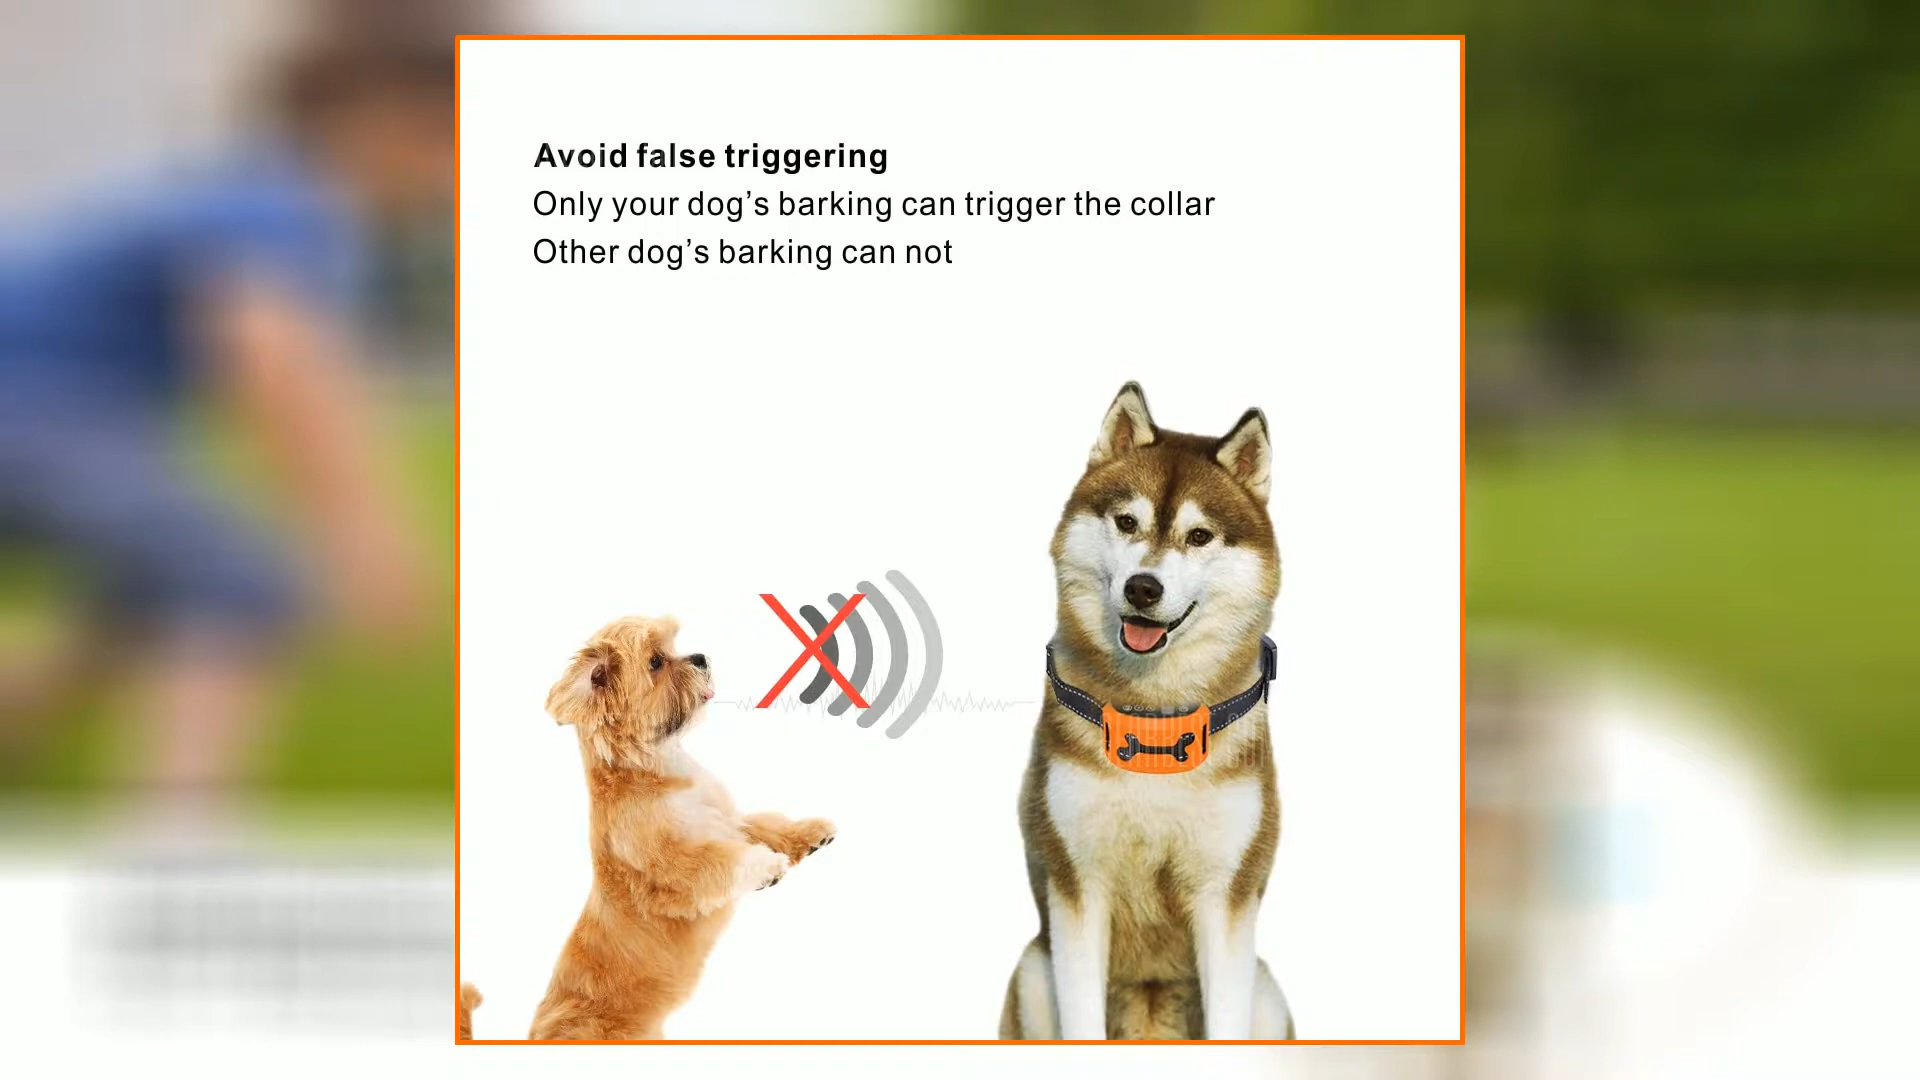 Avoid false triggering
Only your dog’s barking can trigger the collar
Other dog’s barking can not